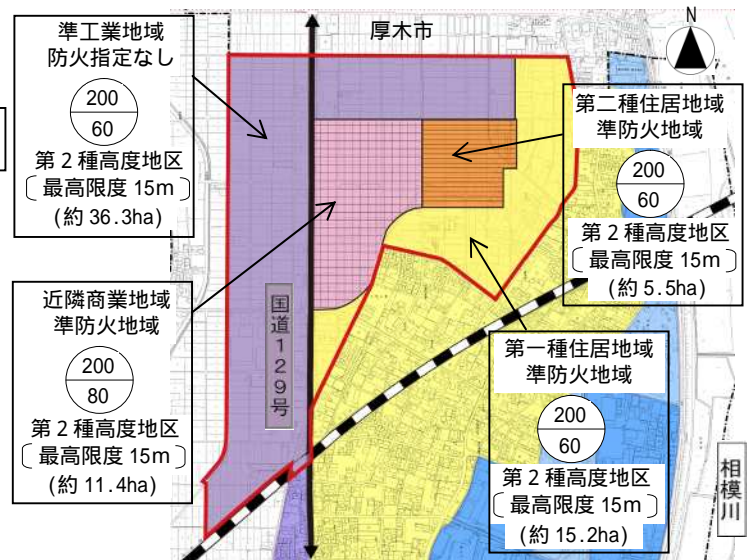 準工業地域
防火指定なし
200
60
第2種高度地区
〔最高限度 15m〕
(約 36.3ha)
厚木市
N
第二種住居地域
準防火地域
200
60
第2種高度地区
〔最高限度 15m〕
(約 5.5ha)
近隣商業地域
準防火地域
200
80
第2種高度地区
〔最高限度 15m〕
(約 11.4ha)
国道129号
第一種住居地域
準防火地域
200
60
第2種高度地区
〔最高限度 15m〕
(約 15.2ha)
相模川